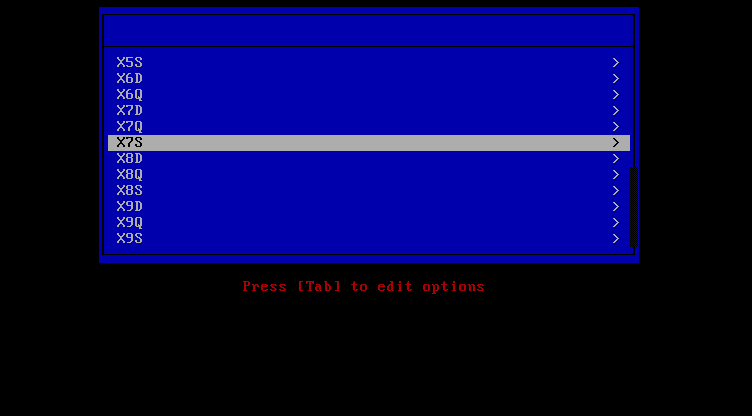 X5S >
X6D >
X6Q >
X7D >
X7Q >
X7S >
X8D >
X8Q >
X8S >
X9D >
X9Q >
X9S >
Press [Tab] to edit options